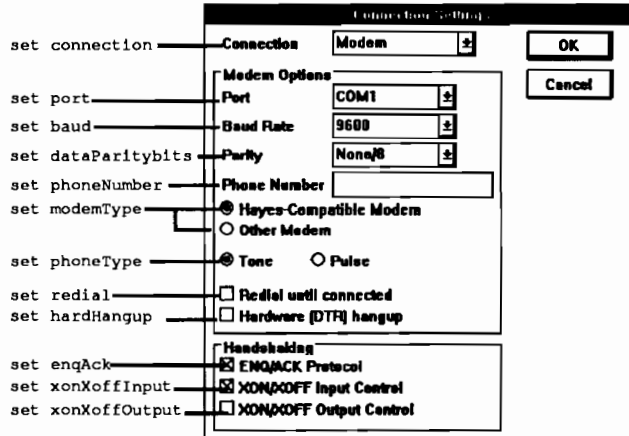 Connection Settings
set connection Connection Modem OK
Modem Options Cancel
set port Port COM1
set baud Baud Rate 9600
set dataParitybits Parity None/8
set phoneNumber Phone Number
set modemType Hayes-Compatible Modem
Other Modem
set phoneType Tone Pulse
set redial Redial until connected
set hardHangup Hardware (DTR) hangup
Handshaking
set enqAck ENQ/ACK Protocol
set xonXoffInput XON/XOFF Input Control
set xonXoffOutput XON/XOFF Output Control